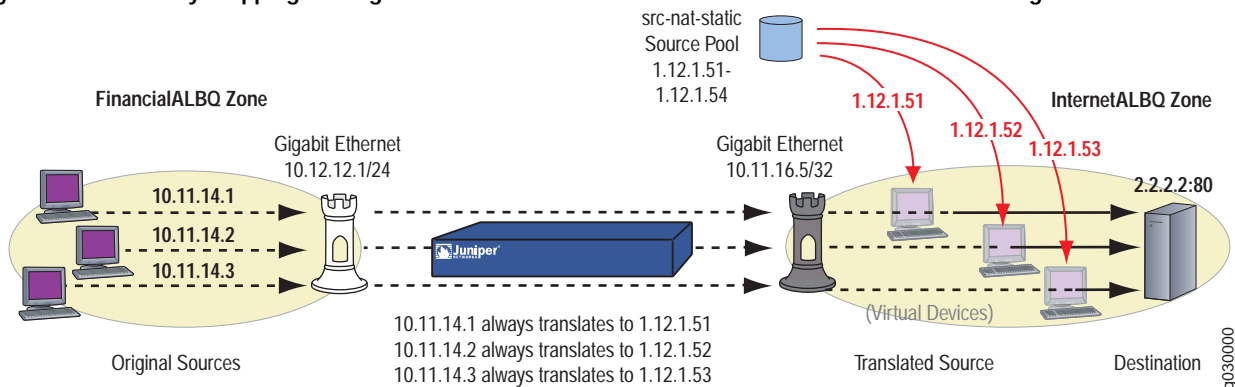 src-nat-static
Source Pool
1.12.1.51-
1.12.1.54
FinancialALBQ Zone
1.12.1.51
InternetALBQ Zone
1.12.1.52
1.12.1.53
Gigabit Ethernet
10.12.12.1/24
Gigabit Ethernet
10.11.16.5/32
2.2.2.2:80
10.11.14.1
10.11.14.2
10.11.14.3
Juniper
NETWORKS
(Virtual Devices)
10.11.14.1 always translates to 1.12.1.51
10.11.14.2 always translates to 1.12.1.52
10.11.14.3 always translates to 1.12.1.53
Original Sources
Translated Source
Destination
g030000